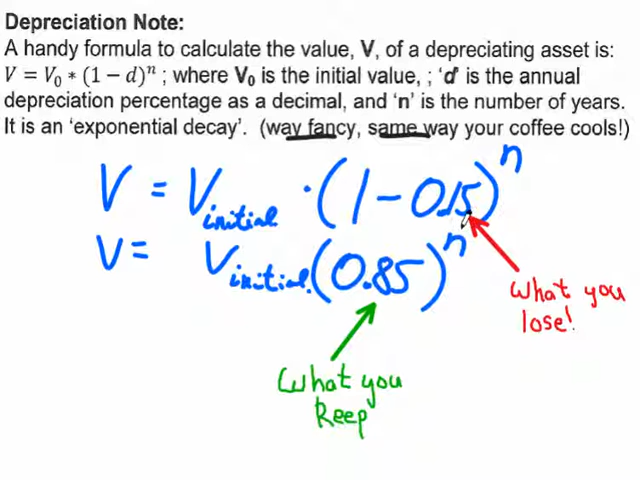 Depreciation Note:
A handy formula to calculate the value, V, of a depreciating asset is:
V = V₀ * (1 − d)ⁿ ; where V₀ is the initial value, ; 'd' is the annual
depreciation percentage as a decimal, and 'n' is the number of years.
It is an 'exponential decay'. (way fancy, same way your coffee cools!)
V = Vinitial · (1 − 0.15)ⁿ
V = Vinitial. (0.85)ⁿ
What you
lose!
What you
Keep